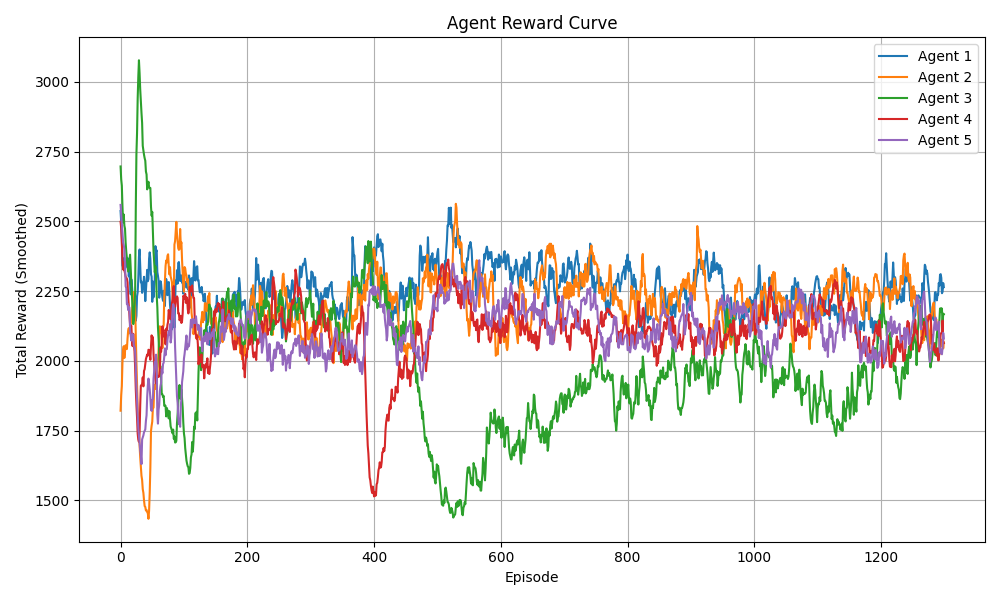 Agent Reward Curve
Total Reward (Smoothed)
3000
2750
2500
2250
2000
1750
1500
0
200
400
600
800
1000
1200
Episode
Agent 1
Agent 2
Agent 3
Agent 4
Agent 5